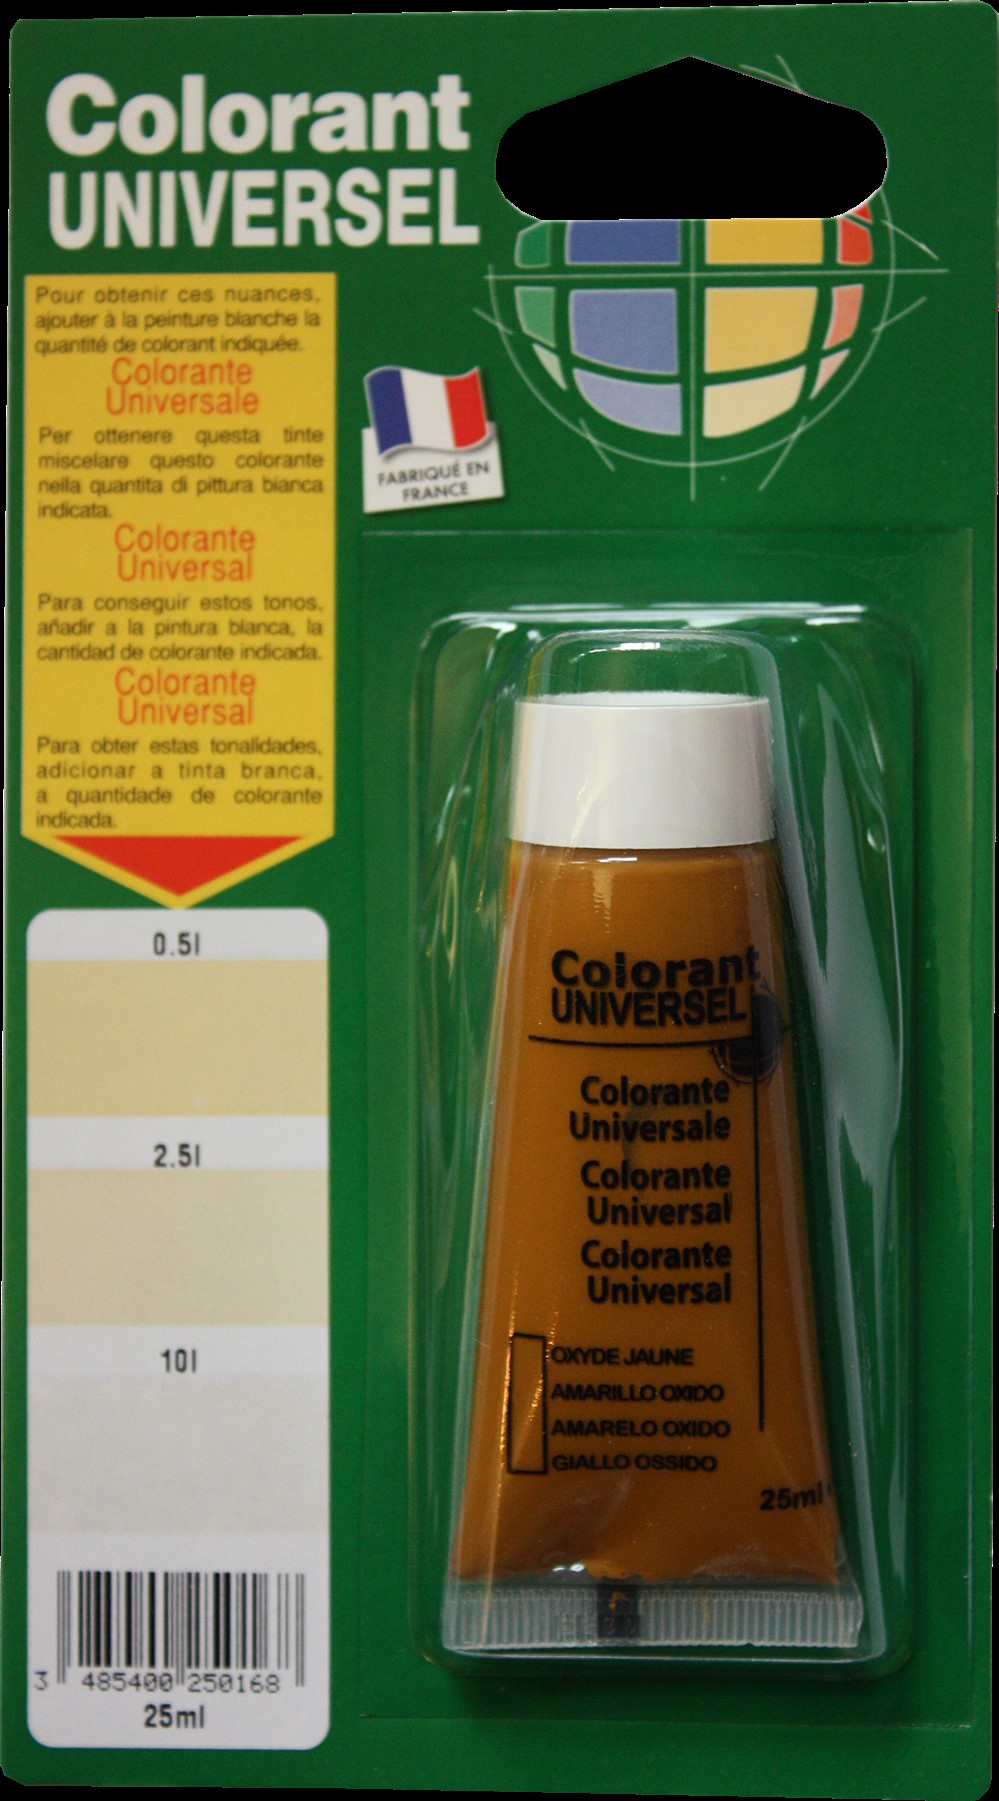 Colorant
UNIVERSEL
Pour obtenir ces nuances,
ajouter à la peinture blanche la
quantité de colorant indiquée.
Colorante
Universale
Per ottenere questa tinte
miscelare questo colorante
nella quantita di pittura bianca
indicata.
Colorante
Universal
Para conseguir estos tonos,
añadir a la pintura blanca, la
cantidad de colorante indicada.
Colorante
Universal
Para obter estas tonalidades,
adicionar a tinta branca,
a quantidade de colorante
indicada.
0.5l
2.5l
10l
3 485400 250168
25ml
FABRIQUÉ EN
FRANCE
Colorant
UNIVERSEL
Colorante
Universale
Colorante
Universal
Colorante
Universal
OXYDE JAUNE
AMARILLO OXIDO
AMARELO OXIDO
GIALLO OSSIDO
25ml